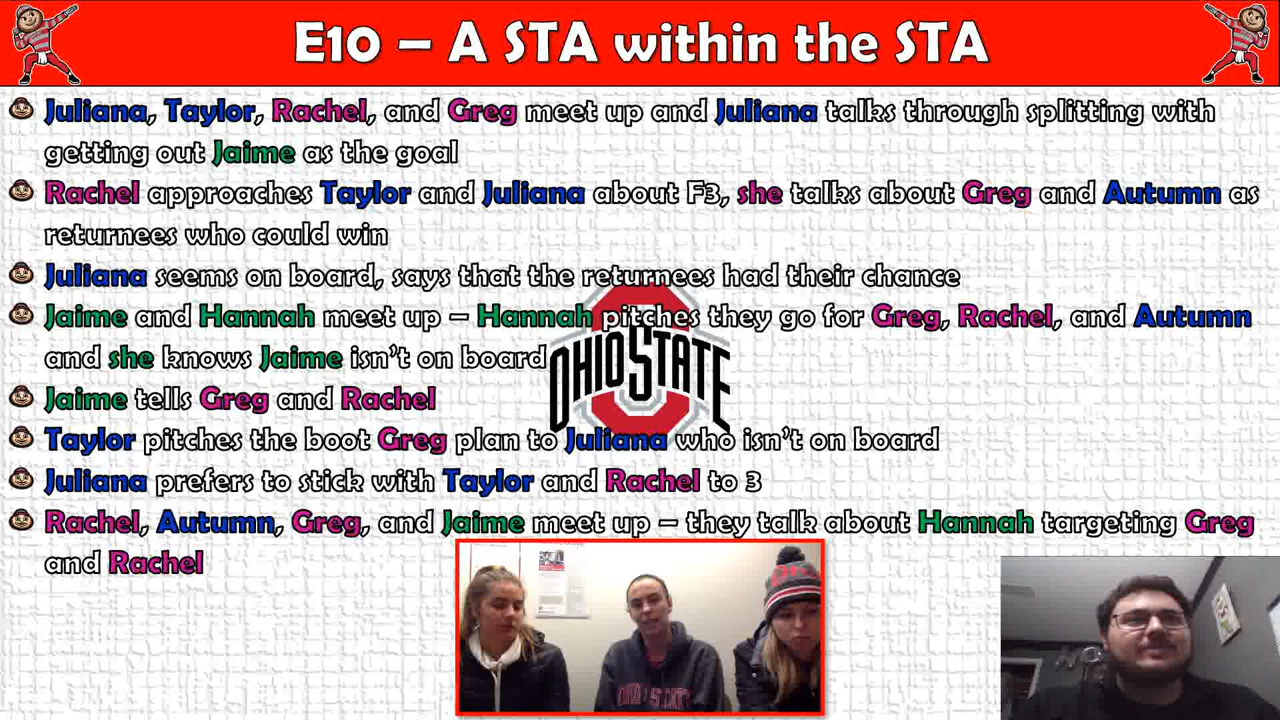 E10 – A STA within the STA
Juliana, Taylor, Rachel, and Greg meet up and Juliana talks through splitting with
getting out Jaime as the goal
Rachel approaches Taylor and Juliana about F3, she talks about Greg and Autumn as
returnees who could win
Juliana seems on board, says that the returnees had their chance
Jaime and Hannah meet up – Hannah pitches they go for Greg, Rachel, and Autumn
and she knows Jaime isn't on board
OHIO STATE
Jaime tells Greg and Rachel
Taylor pitches the boot Greg plan to Juliana who isn't on board
Juliana prefers to stick with Taylor and Rachel to 3
Rachel, Autumn, Greg, and Jaime meet up – they talk about Hannah targeting Greg
and Rachel
OHIO STATE